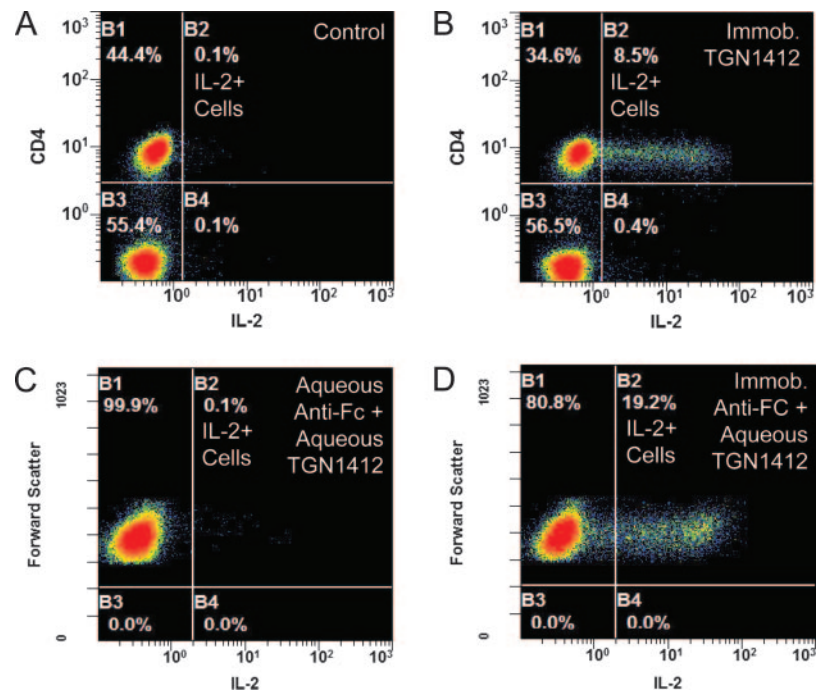 A
10³
10²
10¹
10⁰
CD4
B1
44.4%
B2
0.1%
IL-2+
Cells
Control
B3
55.4%
B4
0.1%
10⁰
10¹
10²
10³
IL-2
B
10³
10²
10¹
10⁰
CD4
B1
34.6%
B2
8.5%
IL-2+
Cells
Immob.
TGN1412
B3
56.5%
B4
0.4%
10⁰
10¹
10²
10³
IL-2
C
1023
0
Forward Scatter
B1
99.9%
B2
0.1%
IL-2+
Cells
Aqueous
Anti-Fc +
Aqueous
TGN1412
B3
0.0%
B4
0.0%
10⁰
10¹
10²
10³
IL-2
D
1023
0
Forward Scatter
B1
80.8%
B2
19.2%
IL-2+
Cells
Immob.
Anti-FC +
Aqueous
TGN1412
B3
0.0%
B4
0.0%
10⁰
10¹
10²
10³
IL-2